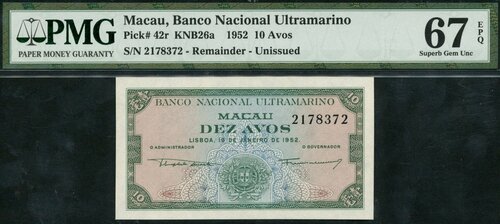 PMG
PAPER MONEY GUARANTY
Macau, Banco Nacional Ultramarino
Pick# 42r KNB26a 1952 10 Avos
S/N 2178372 - Remainder - Unissued
67 EPQ
Superb Gem Unc
10 10
BANCO NACIONAL ULTRAMARINO
MACAU 2178372
DEZ AVOS
LISBOA, 19 DE JANEIRO DE 1952.
O ADMINISTRADOR O GOVERNADOR
10 10